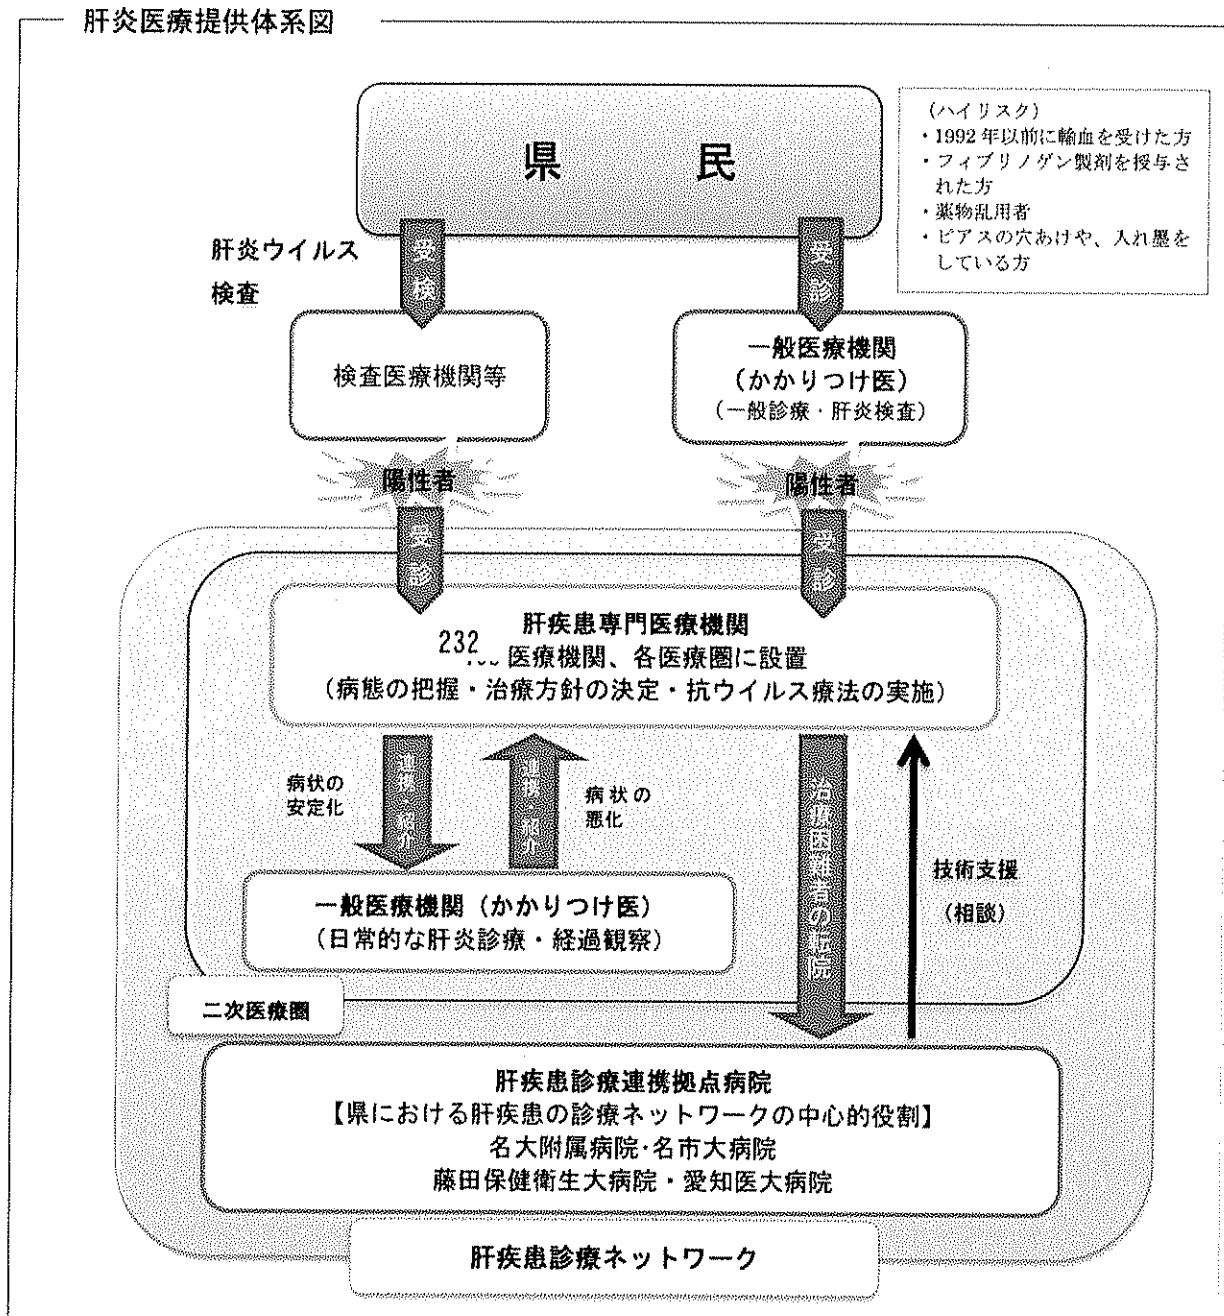 肝炎医療提供体系図
県　民
(ハイリスク)
・1992年以前に輸血を受けた方
・フィブリノゲン製剤を授与さ
れた方
・薬物乱用者
・ピアスの穴あけや、入れ墨を
している方
肝炎ウイルス
検査
受検
受診
検査医療機関等
一般医療機関
(かかりつけ医)
(一般診療・肝炎検査)
陽性者
陽性者
受診
受診
肝疾患専門医療機関
232 医療機関、各医療圏に設置
(病態の把握・治療方針の決定・抗ウイルス療法の実施)
病状の
安定化
連携・紹介
連携・紹介
病状の
悪化
治療困難者の転院
技術支援
(相談)
一般医療機関（かかりつけ医）
(日常的な肝炎診療・経過観察)
二次医療圏
肝疾患診療連携拠点病院
【県における肝疾患の診療ネットワークの中心的役割】
名大附属病院・名市大病院
藤田保健衛生大病院・愛知医大病院
肝疾患診療ネットワーク